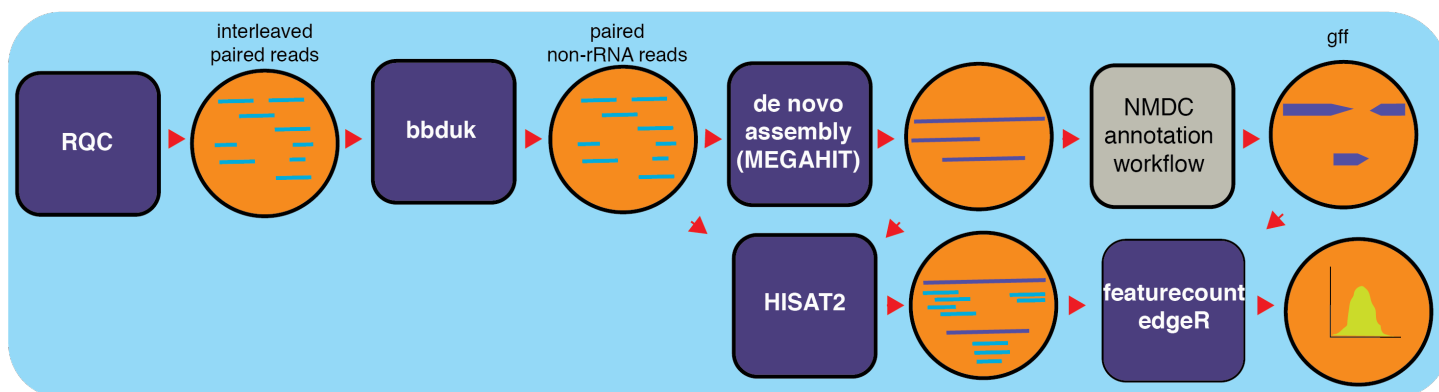 interleaved
paired reads
paired
non-rRNA reads
gff
RQC
bbduk
de novo
assembly
(MEGAHIT)
NMDC
annotation
workflow
HISAT2
featurecount
edgeR